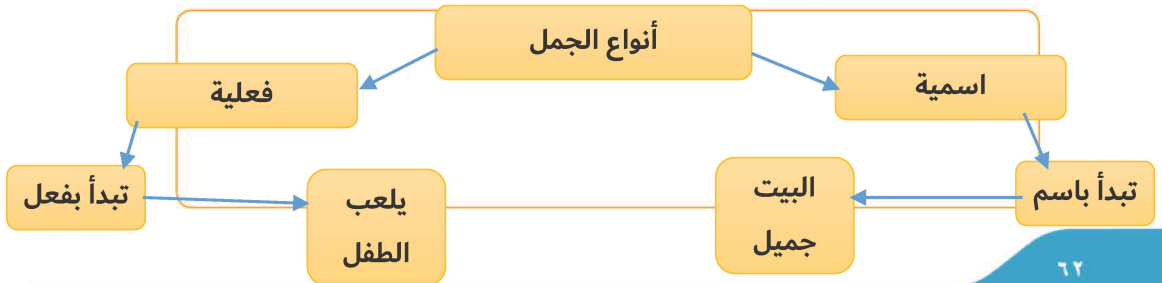 أنواع الجمل
اسمية
فعلية
تبدأ باسم
البيت
جميل
يلعب
الطفل
تبدأ بفعل
٦٢